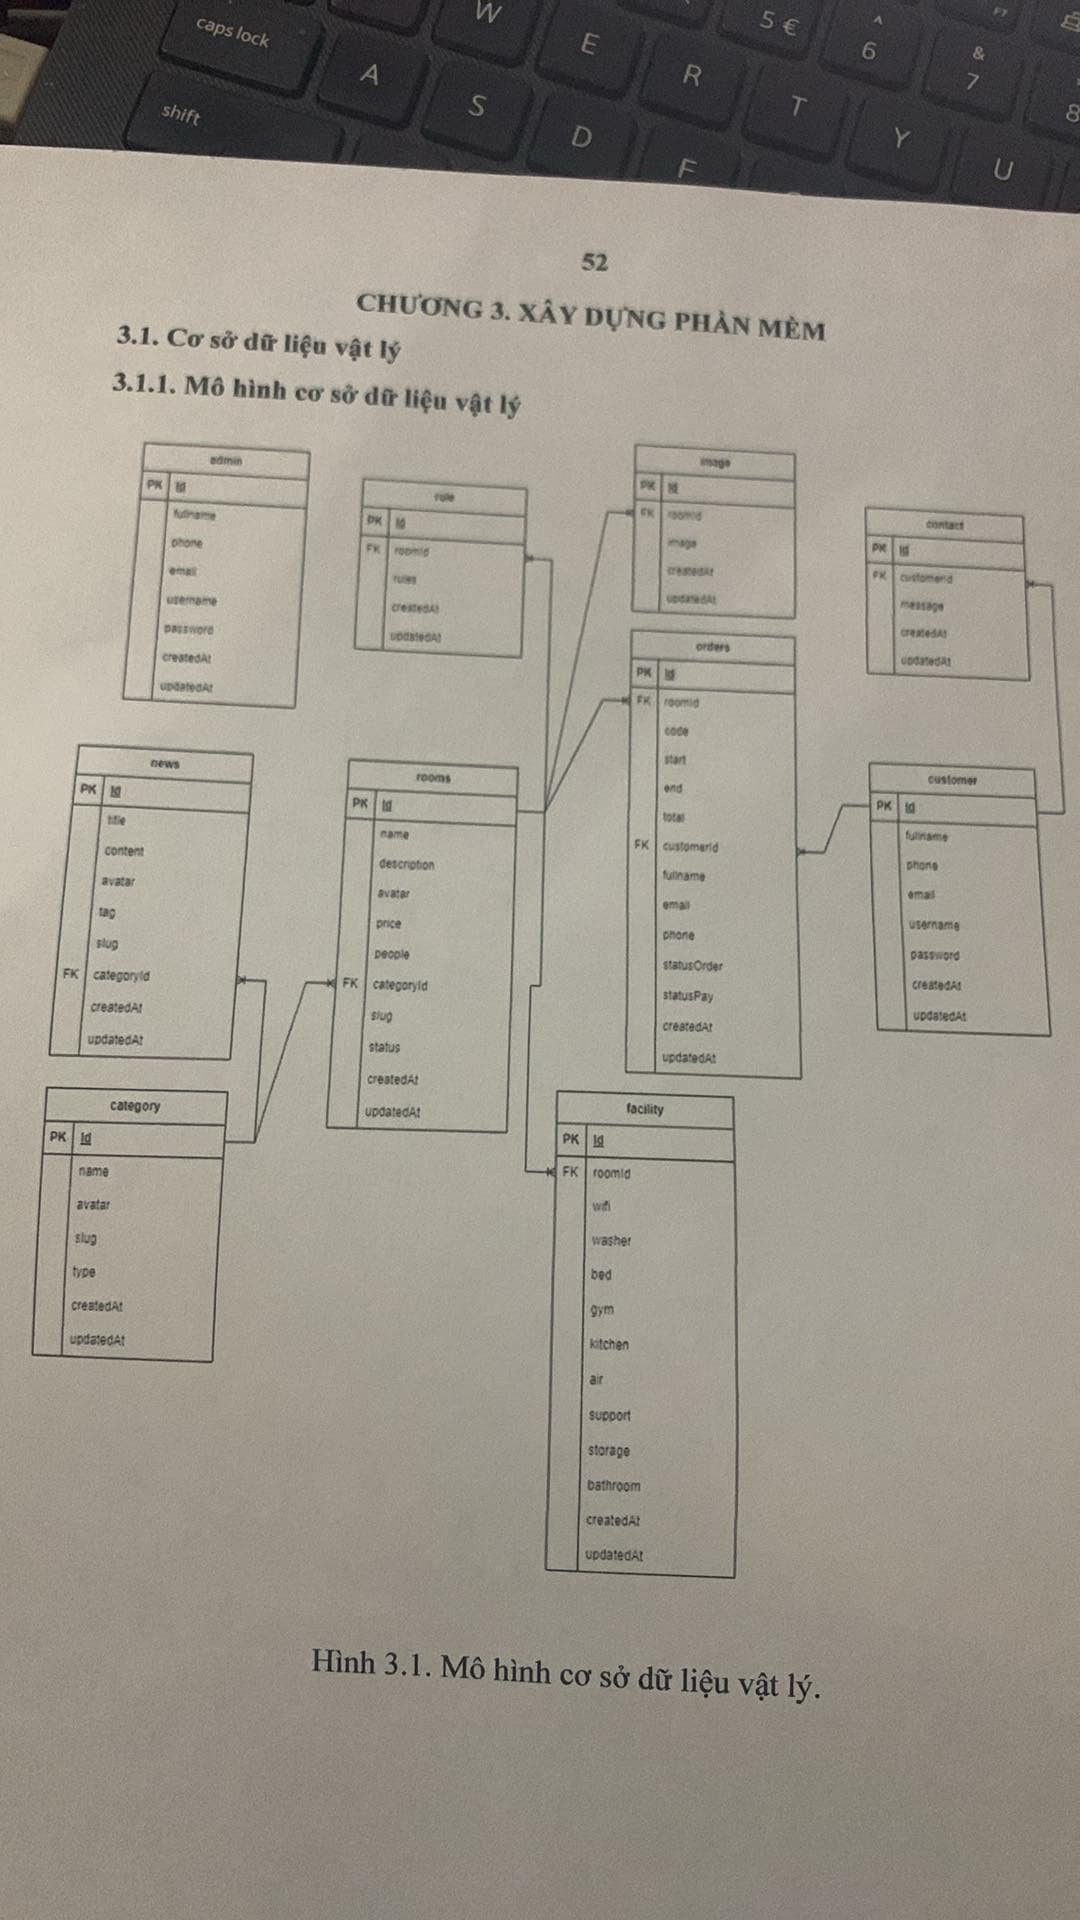 caps lock
W
E
5 €
^
6
F7
&
7
8
A
S
R
T
Y
U
shift
D
F
52
CHƯƠNG 3. XÂY DỰNG PHẦN MỀM
3.1. Cơ sở dữ liệu vật lý
3.1.1. Mô hình cơ sở dữ liệu vật lý
admin
PK Id
fullname
phone
email
username
password
createdAt
updatedAt
rule
PK Id
FK roomId
rules
createdAt
updatedAt
image
PK Id
FK roomId
image
createdAt
updatedAt
contact
PK Id
FK customerId
message
createdAt
updatedAt
news
PK Id
title
content
avatar
tag
slug
FK categoryId
createdAt
updatedAt
rooms
PK Id
name
description
avatar
price
people
FK categoryId
slug
status
createdAt
updatedAt
orders
PK Id
FK roomId
code
start
end
total
FK customerId
fullname
email
phone
statusOrder
statusPay
createdAt
updatedAt
customer
PK Id
fullname
phone
email
username
password
createdAt
updatedAt
category
PK Id
name
avatar
slug
type
createdAt
updatedAt
facility
PK Id
FK roomId
wifi
washer
bed
gym
kitchen
air
support
storage
bathroom
createdAt
updatedAt
Hình 3.1. Mô hình cơ sở dữ liệu vật lý.